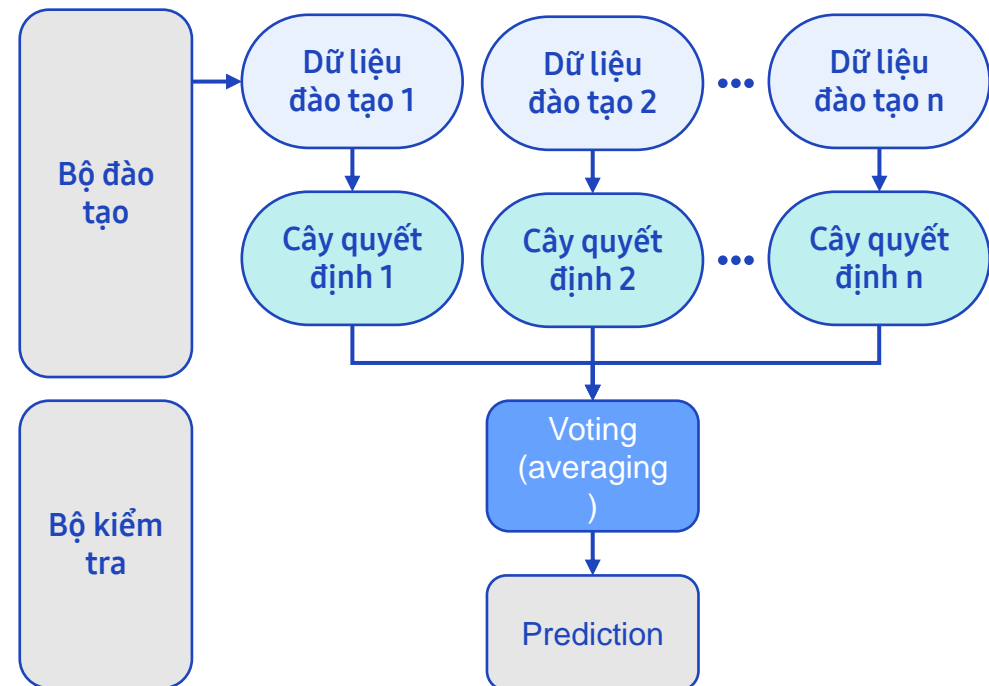 Bộ đào
tạo
Dữ liệu
đào tạo 1
Dữ liệu
đào tạo 2
•••
Dữ liệu
đào tạo n
Cây quyết
định 1
Cây quyết
định 2
•••
Cây quyết
định n
Bộ kiểm
tra
Voting
(averaging
)
Prediction